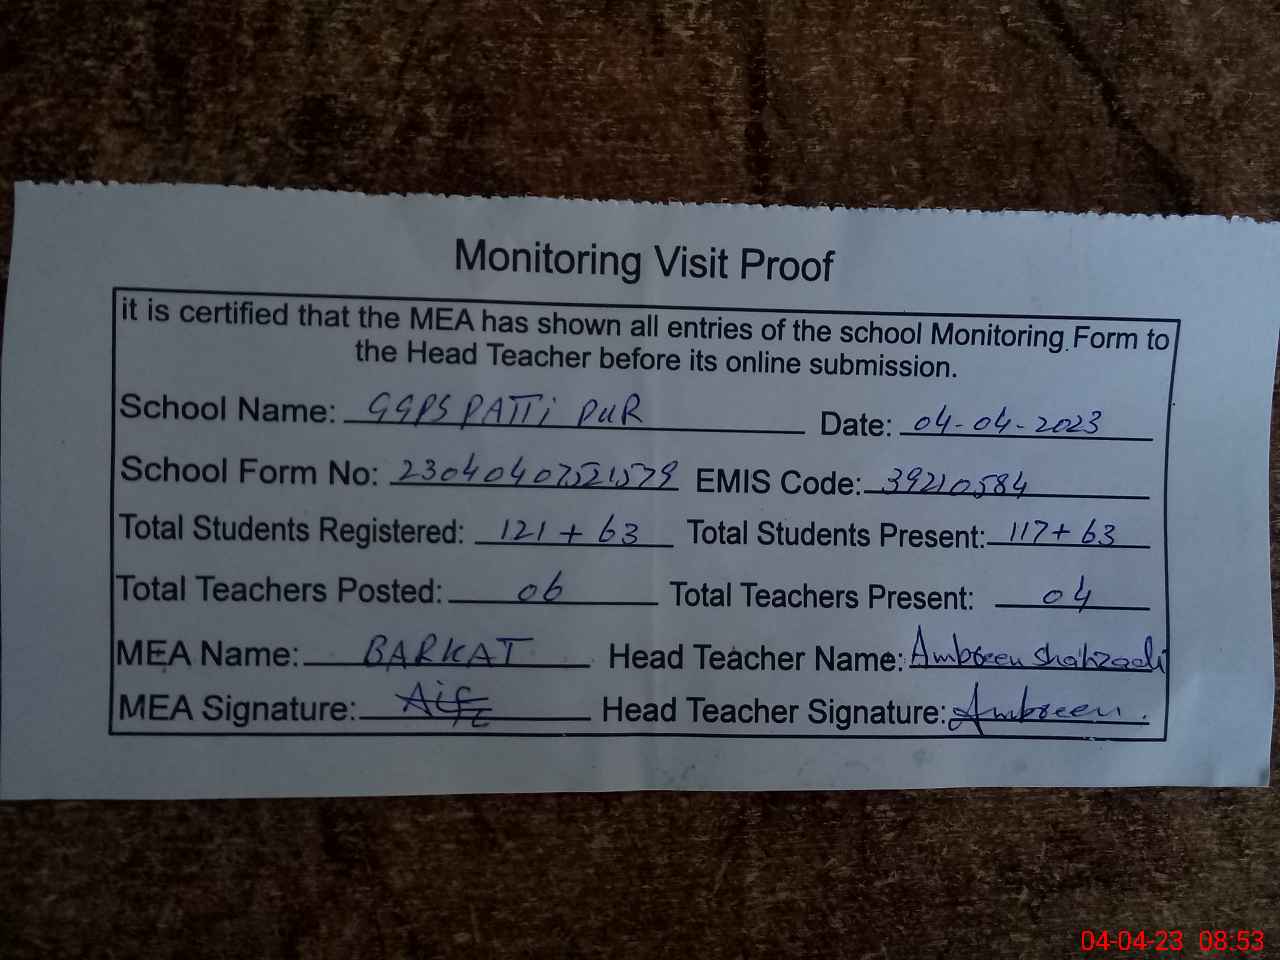 Monitoring Visit Proof
it is certified that the MEA has shown all entries of the school Monitoring Form to
the Head Teacher before its online submission.
School Name: GGPS PATTi PUR Date: 04-04-2023
School Form No: 23040407521579 EMIS Code: 39210584
Total Students Registered: 121 + 63 Total Students Present: 117 + 63
Total Teachers Posted: 06 Total Teachers Present: 04
MEA Name: BARKAT Head Teacher Name: Ambreen Shahzadi
MEA Signature: Head Teacher Signature: Ambreen.
04-04-23 08:53